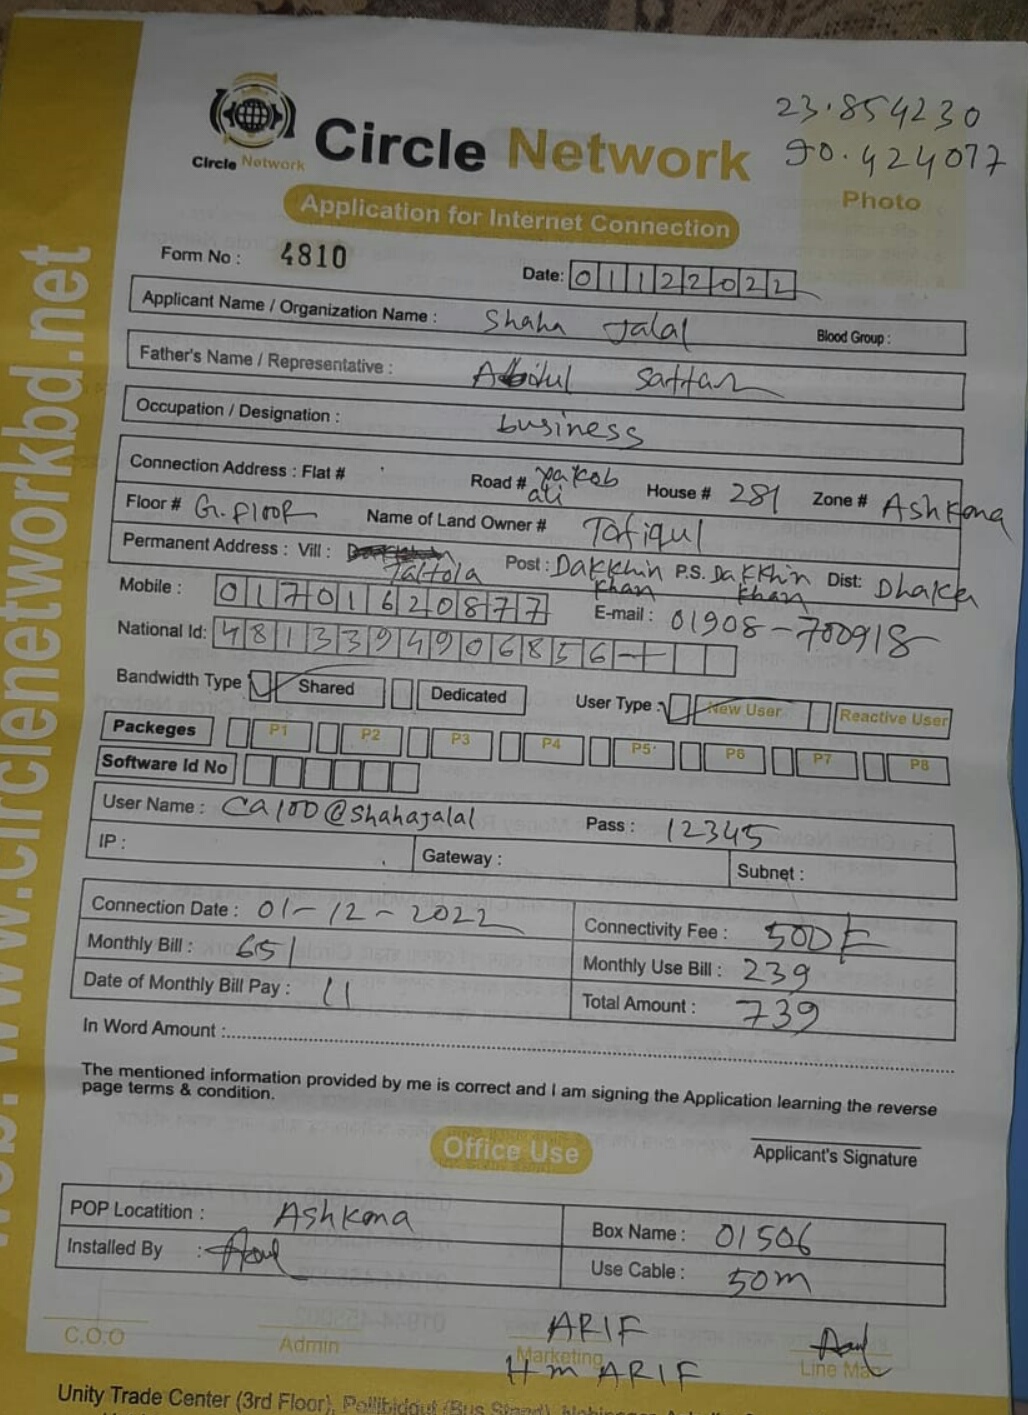 23.854230
90.424077
Circle Network
Circle Network
Photo
Application for Internet Connection
Form No : 4810
Date: 01122022
Applicant Name / Organization Name : Shaha Jalal Blood Group :
Father's Name / Representative : Abdul Sattar
Occupation / Designation : business
Connection Address : Flat # Road # yakob ali House # 281 Zone # Ashkona
Floor # G. floor Name of Land Owner # Tofiqul
Permanent Address : Vill : Taltola Post : Dakkhin khan P.S. Dakkhin khan Dist: Dhaka
Mobile : 01701620877 E-mail : 01908-700918
National Id: 4813394906856
Bandwidth Type Shared Dedicated User Type : New User Reactive User
Packeges P1 P2 P3 P4 P5 P6 P7 P8
Software Id No
User Name : Ca100@shahajalal Pass : 12345
IP : Gateway : Subnet :
Connection Date : 01-12-2022 Connectivity Fee : 500
Monthly Bill : 651 Monthly Use Bill : 239
Date of Monthly Bill Pay : 11 Total Amount : 739
In Word Amount :
The mentioned information provided by me is correct and I am signing the Application learning the reverse
page terms & condition.
Office Use
Applicant's Signature
POP Locatition : Ashkona Box Name : 01506
Installed By : Use Cable : 50m
ARIF
C.O.O Admin Marketing Line Man
Hm ARIF
Unity Trade Center (3rd Floor),
www.circlenetworkbd.net